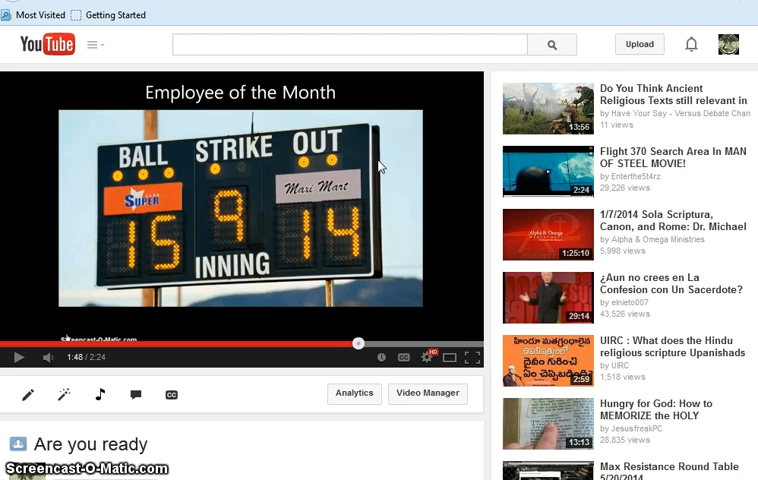 Most Visited Getting Started
YouTube
Upload
Employee of the Month
BALL STRIKE OUT
SUPER
Maxi Mart
15 9 14
INNING
Screencast-O-Matic.com
1:48 / 2:24
HD
CC
Analytics
Video Manager
Are you ready
Screencast-O-Matic.com
Do You Think Ancient
Religious Texts still relevant in
by Have Your Say - Versus Debate Chan
11 views
13:56
Flight 370 Search Area In MAN
OF STEEL MOVIE!
by Enterthe5t4rz
29,226 views
2:24
1/7/2014 Sola Scriptura,
Canon, and Rome: Dr. Michael
by Alpha & Omega Ministries
5,998 views
Alpha & Omega
1:25:10
¿Aun no crees en La
Confesion con Un Sacerdote?
by elnieto007
43,526 views
29:14
UIRC : What does the Hindu
religious scripture Upanishads
by UIRC
1,518 views
2:59
Hungry for God: How to
MEMORIZE the HOLY
by JesusfreakPC
28,835 views
13:13
Max Resistance Round Table
5/20/2014